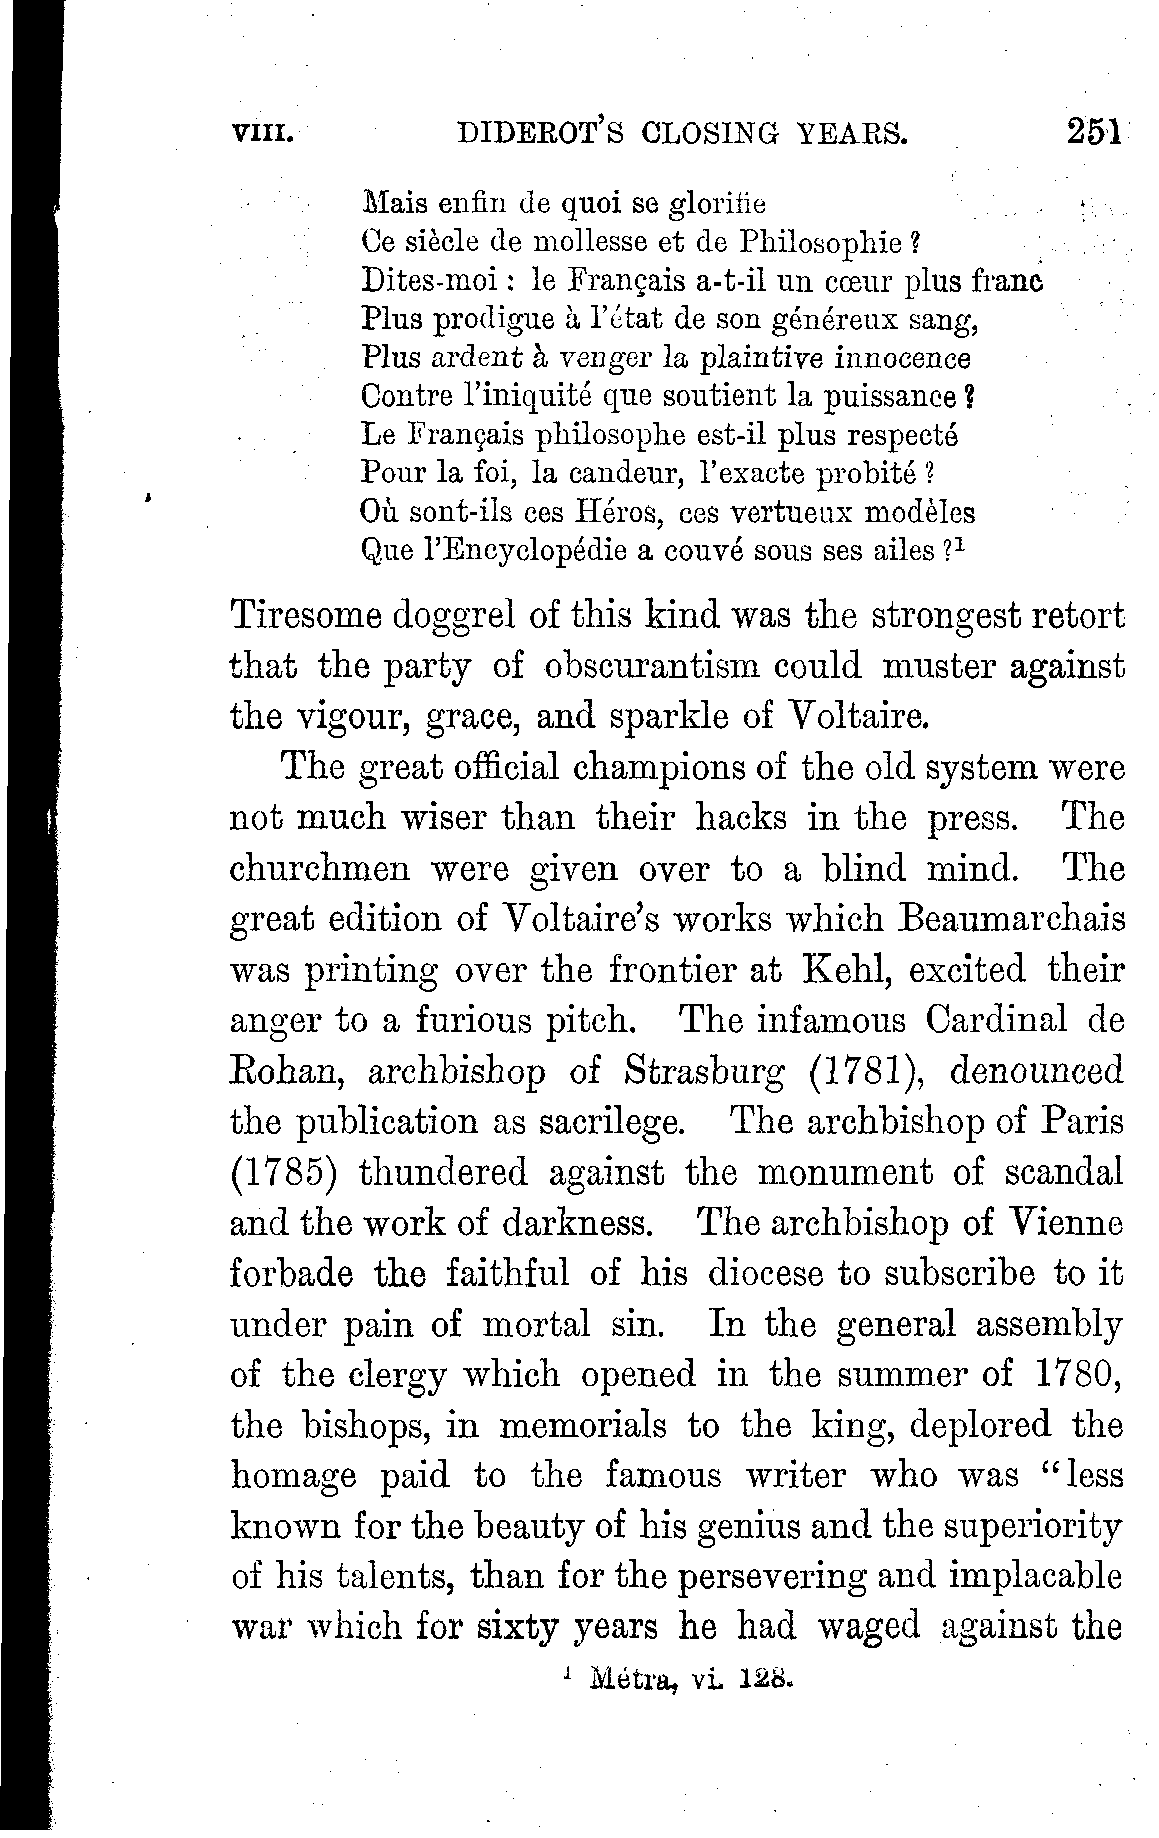 VIII. DIDEROT'S CLOSING YEARS. 251
Mais enfin de quoi se glorifie
Ce siècle de mollesse et de Philosophie ?
Dites-moi : le Français a-t-il un cœur plus franc
Plus prodigue à l'état de son généreux sang,
Plus ardent à venger la plaintive innocence
Contre l'iniquité que soutient la puissance ?
Le Français philosophe est-il plus respecté
Pour la foi, la candeur, l'exacte probité ?
Où sont-ils ces Héros, ces vertueux modèles
Que l'Encyclopédie a couvé sous ses ailes ?¹
Tiresome doggrel of this kind was the strongest retort
that the party of obscurantism could muster against
the vigour, grace, and sparkle of Voltaire.
The great official champions of the old system were
not much wiser than their hacks in the press. The
churchmen were given over to a blind mind. The
great edition of Voltaire's works which Beaumarchais
was printing over the frontier at Kehl, excited their
anger to a furious pitch. The infamous Cardinal de
Rohan, archbishop of Strasburg (1781), denounced
the publication as sacrilege. The archbishop of Paris
(1785) thundered against the monument of scandal
and the work of darkness. The archbishop of Vienne
forbade the faithful of his diocese to subscribe to it
under pain of mortal sin. In the general assembly
of the clergy which opened in the summer of 1780,
the bishops, in memorials to the king, deplored the
homage paid to the famous writer who was "less
known for the beauty of his genius and the superiority
of his talents, than for the persevering and implacable
war which for sixty years he had waged against the
¹ Métra, vi. 128.